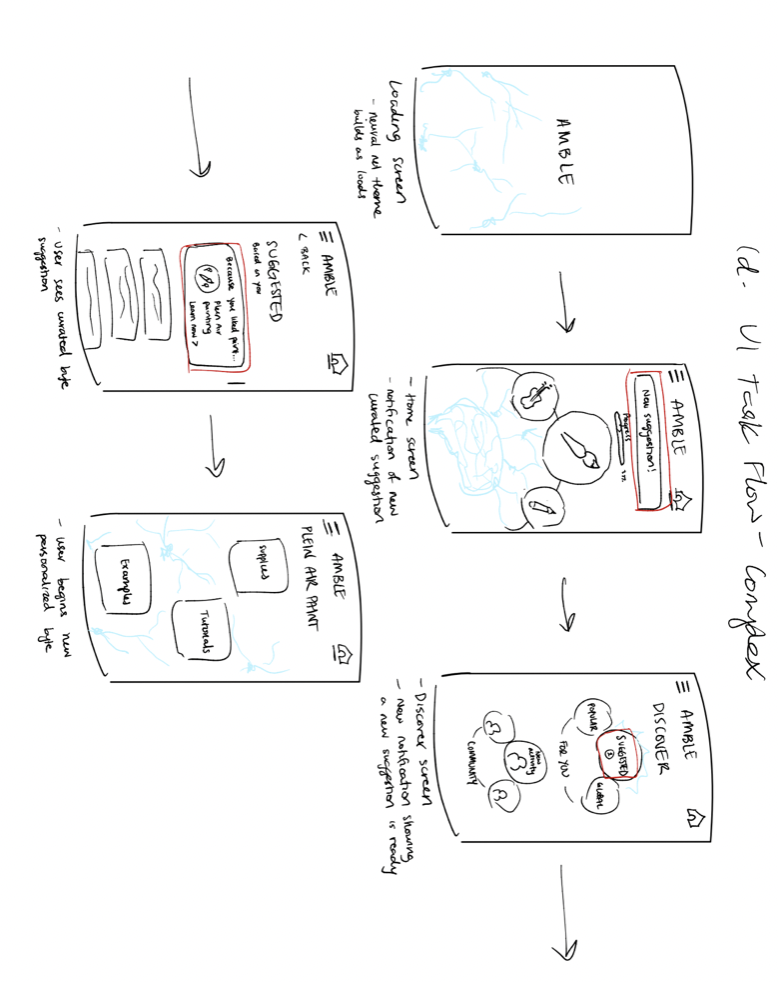 1d- UI Task Flow - Complex
AMBLE
Loading screen
- neural net theme
builds as loads
AMBLE
New suggestion!
Progress
- Home screen
- notification of new
curated suggestion
AMBLE
DISCOVER
POPULAR
SUGGESTED
GLOBAL
FOR YOU
New
activity
COMMUNITY
- Discover screen
- New notification showing
a new suggestion is ready
AMBLE
< BACK
SUGGESTED
Based on you
Because you liked paint...
Plein Air
painting
Learn now >
- user sees curated byte
suggestion
AMBLE
PLEIN AIR PAINT
Supplies
Tutorials
Examples
- user begins new
personalized byte